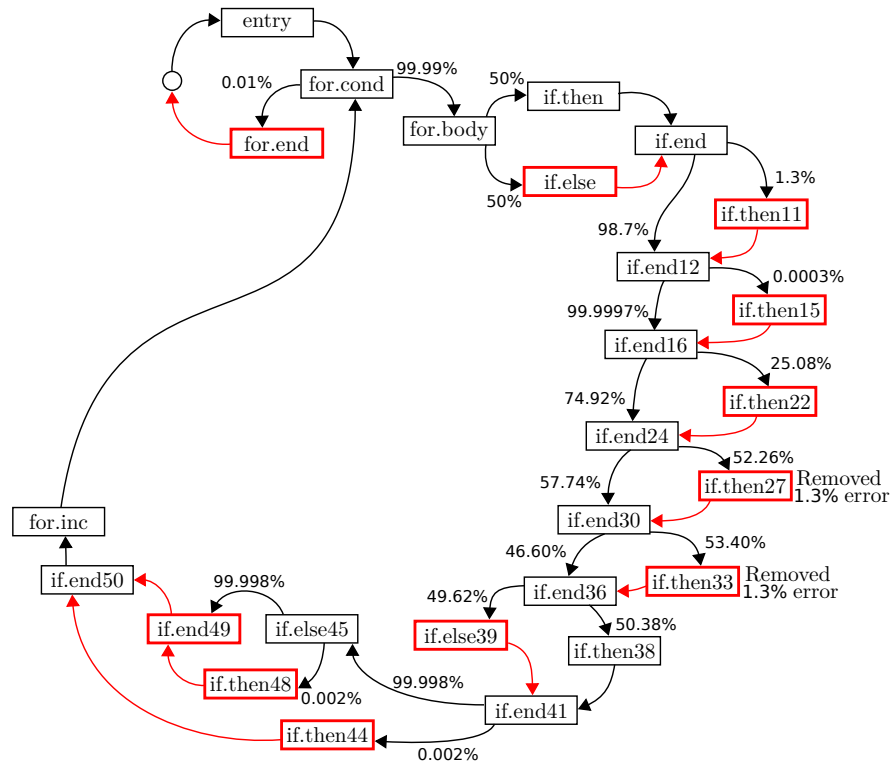 entry
for.cond
99.99%
0.01%
50%
if.then
for.body
for.end
if.end
if.else
50%
1.3%
if.then11
98.7%
if.end12
0.0003%
if.then15
99.9997%
if.end16
25.08%
if.then22
74.92%
if.end24
52.26%
if.then27
Removed
1.3% error
57.74%
if.end30
for.inc
46.60%
53.40%
if.then33
Removed
1.3% error
if.end36
if.end50
99.998%
49.62%
50.38%
if.end49
if.else45
if.else39
if.then38
if.then48
0.002%
99.998%
if.end41
if.then44
0.002%